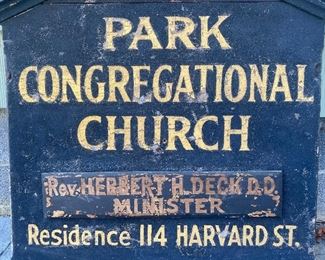 PARK
CONGREGATIONAL
CHURCH
Rev. HERBERT H. DECK D.D.
MINISTER
Residence 114 HARVARD ST.